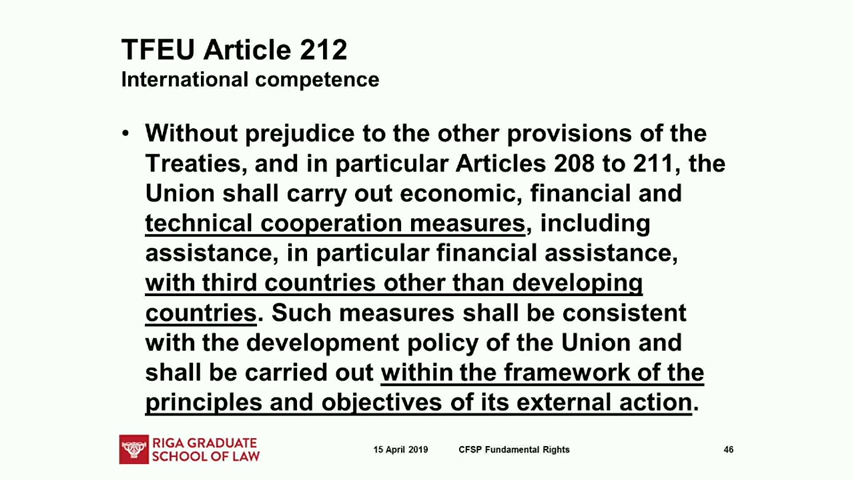 TFEU Article 212
International competence
• Without prejudice to the other provisions of the
Treaties, and in particular Articles 208 to 211, the
Union shall carry out economic, financial and
technical cooperation measures, including
assistance, in particular financial assistance,
with third countries other than developing
countries. Such measures shall be consistent
with the development policy of the Union and
shall be carried out within the framework of the
principles and objectives of its external action.
RIGA GRADUATE
SCHOOL OF LAW
15 April 2019 CFSP Fundamental Rights 46